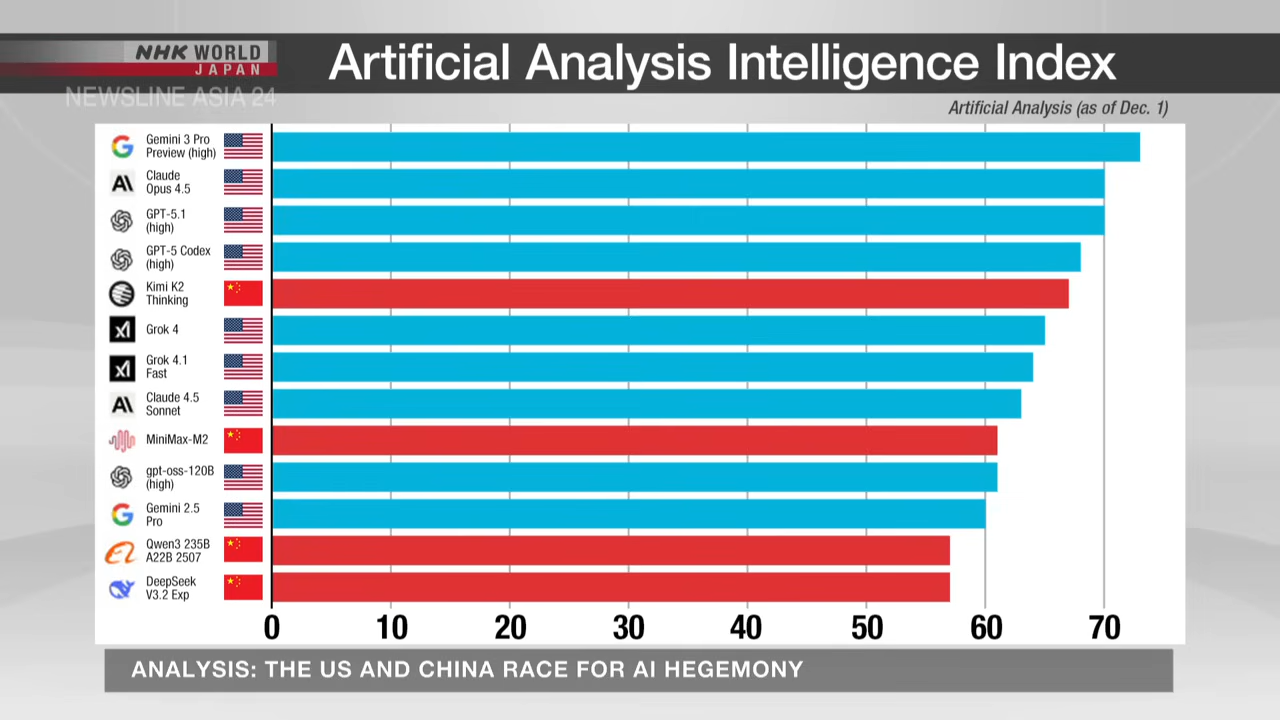 NHK WORLD
JAPAN
NEWSLINE ASIA 24
Artificial Analysis Intelligence Index
Artificial Analysis (as of Dec. 1)
Gemini 3 Pro
Preview (high)
Claude
Opus 4.5
GPT-5.1
(high)
GPT-5 Codex
(high)
Kimi K2
Thinking
Grok 4
Grok 4.1
Fast
Claude 4.5
Sonnet
MiniMax-M2
gpt-oss-120B
(high)
Gemini 2.5
Pro
Qwen3 235B
A22B 2507
DeepSeek
V3.2 Exp
0 10 20 30 40 50 60 70
ANALYSIS: THE US AND CHINA RACE FOR AI HEGEMONY